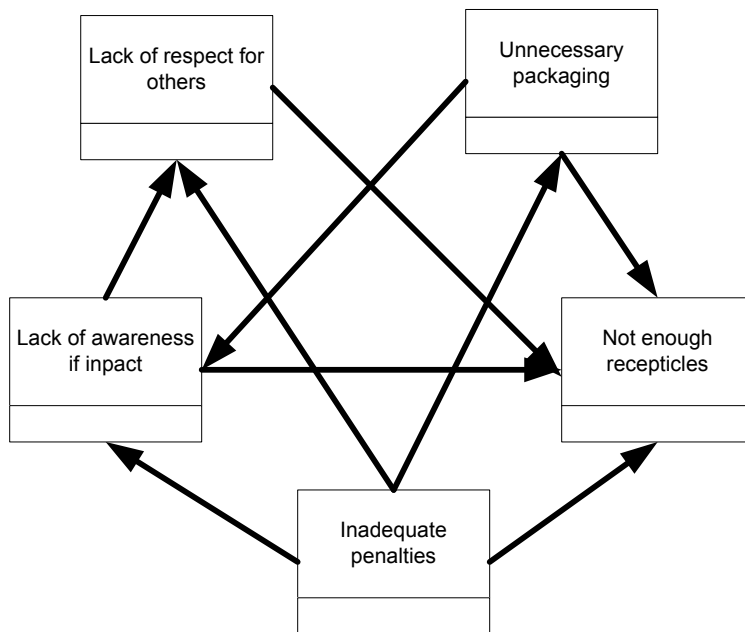 Lack of respect for
others
Unnecessary
packaging
Lack of awareness
if inpact
Not enough
recepticles
Inadequate
penalties